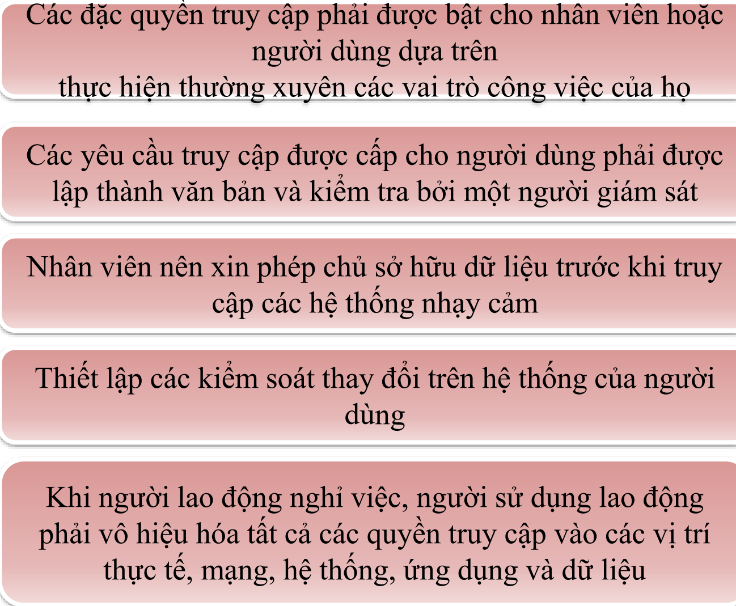 Các đặc quyền truy cập phải được bật cho nhân viên hoặc
người dùng dựa trên
thực hiện thường xuyên các vai trò công việc của họ
Các yêu cầu truy cập được cấp cho người dùng phải được
lập thành văn bản và kiểm tra bởi một người giám sát
Nhân viên nên xin phép chủ sở hữu dữ liệu trước khi truy
cập các hệ thống nhạy cảm
Thiết lập các kiểm soát thay đổi trên hệ thống của người
dùng
Khi người lao động nghỉ việc, người sử dụng lao động
phải vô hiệu hóa tất cả các quyền truy cập vào các vị trí
thực tế, mạng, hệ thống, ứng dụng và dữ liệu